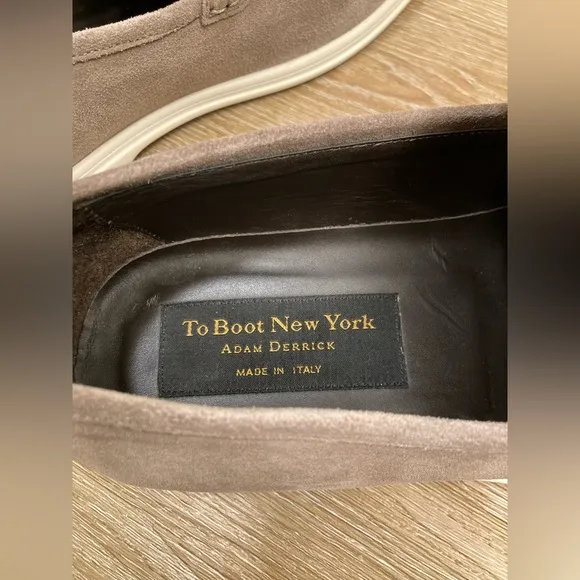 To Boot New York
ADAM DERRICK
MADE IN ITALY